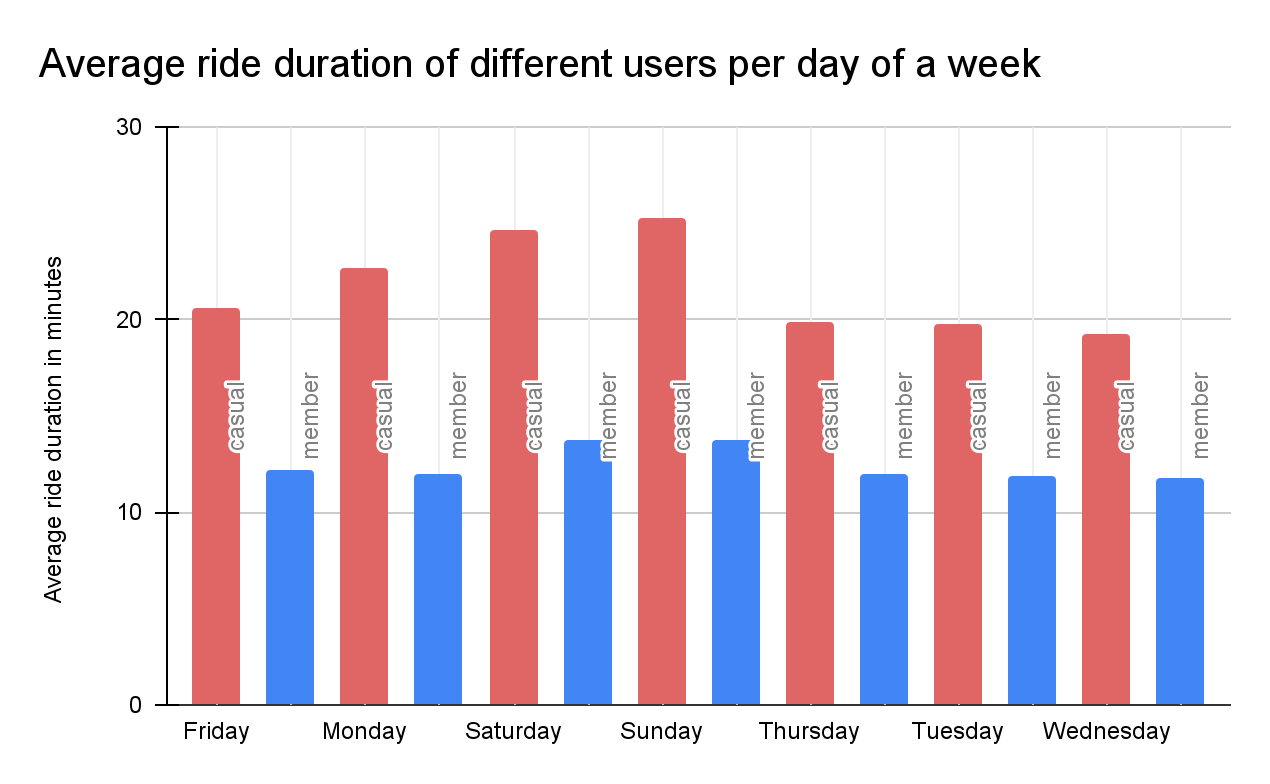 Average ride duration of different users per day of a week
Average ride duration in minutes
30
20
10
0
casual
member
casual
member
casual
member
casual
member
casual
member
casual
member
casual
member
Friday
Monday
Saturday
Sunday
Thursday
Tuesday
Wednesday